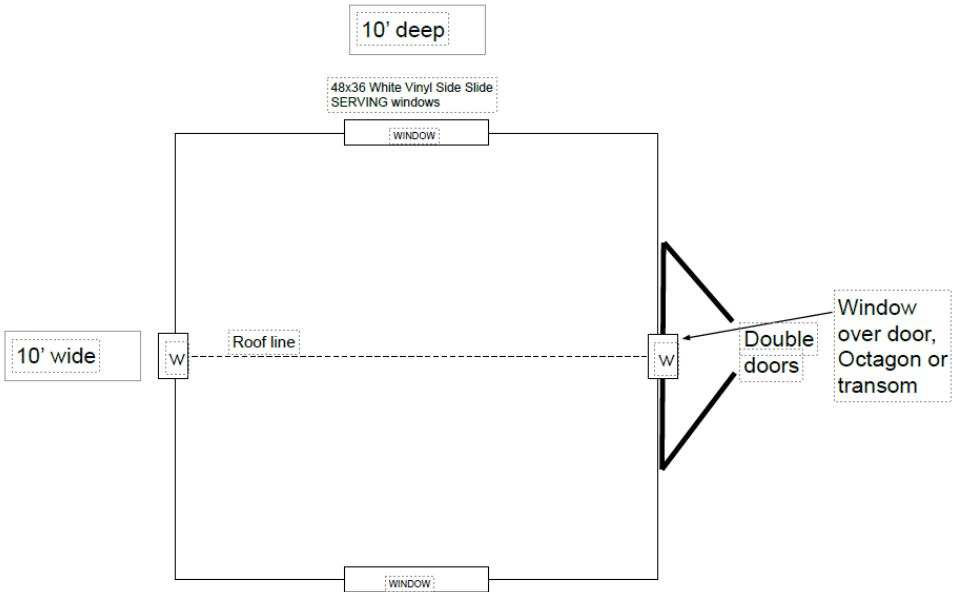 10’ deep
48x36 White Vinyl Side Slide
SERVING windows
WINDOW
10’ wide
W
Roof line
W
Double
doors
Window
over door,
Octagon or
transom
WINDOW